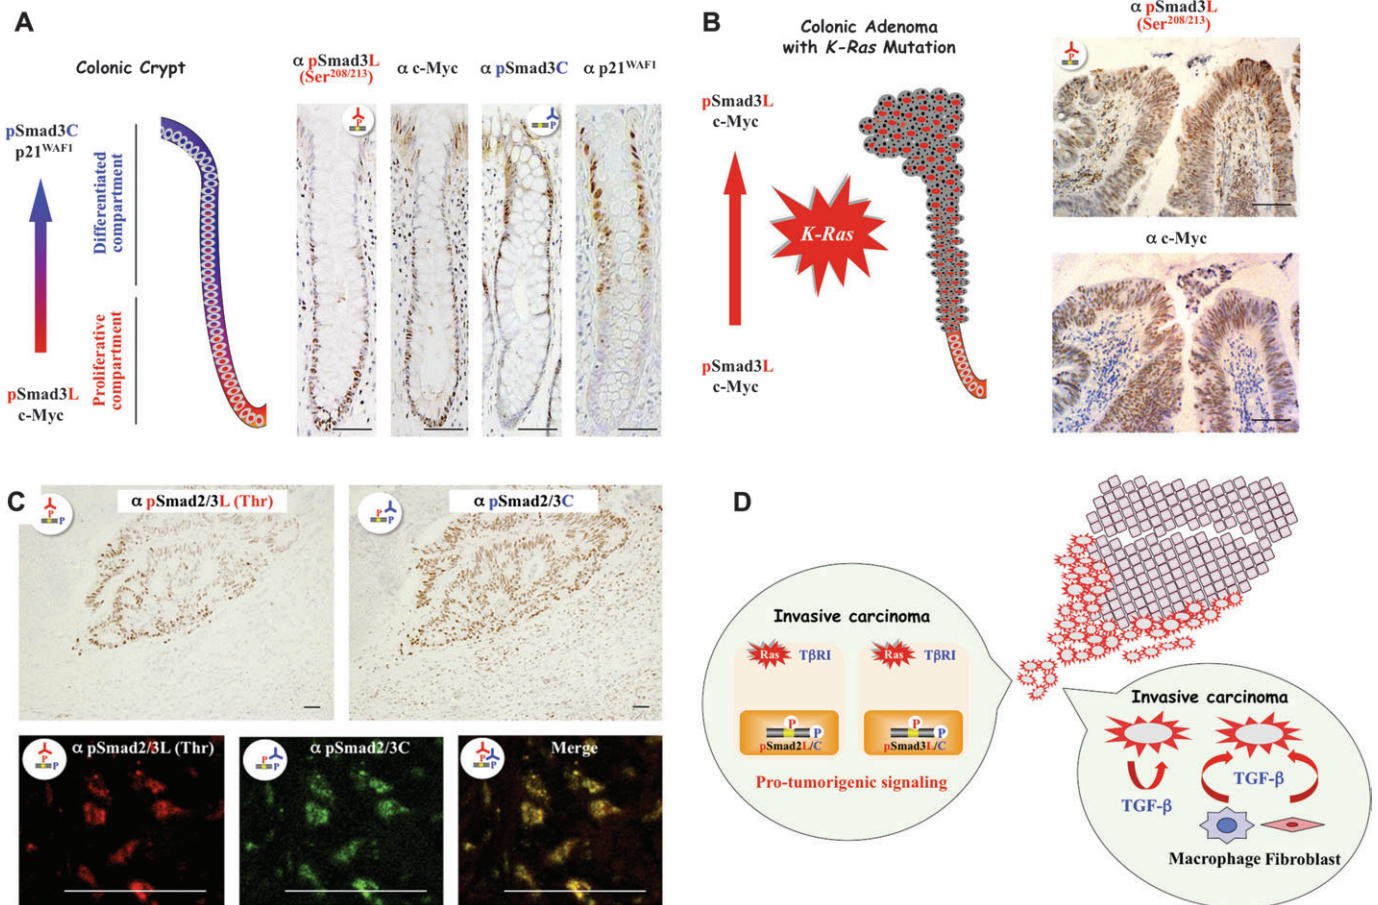 A
Colonic Crypt
pSmad3C
p21WAF1
Differentiated
compartment
Proliferative
compartment
pSmad3L
c-Myc
α pSmad3L
(Ser208/213)
α c-Myc
α pSmad3C
α p21WAF1
P
P
B
Colonic Adenoma
with K-Ras Mutation
pSmad3L
c-Myc
K-Ras
pSmad3L
c-Myc
α pSmad3L
(Ser208/213)
P
α c-Myc
C
P
P
α pSmad2/3L (Thr)
P
P
α pSmad2/3C
P
P
α pSmad2/3L (Thr)
P
P
α pSmad2/3C
P
P
Merge
D
Invasive carcinoma
Ras
TβRI
Ras
TβRI
P
P
pSmad2L/C
P
P
pSmad3L/C
Pro-tumorigenic signaling
Invasive carcinoma
TGF-β
TGF-β
Macrophage
Fibroblast